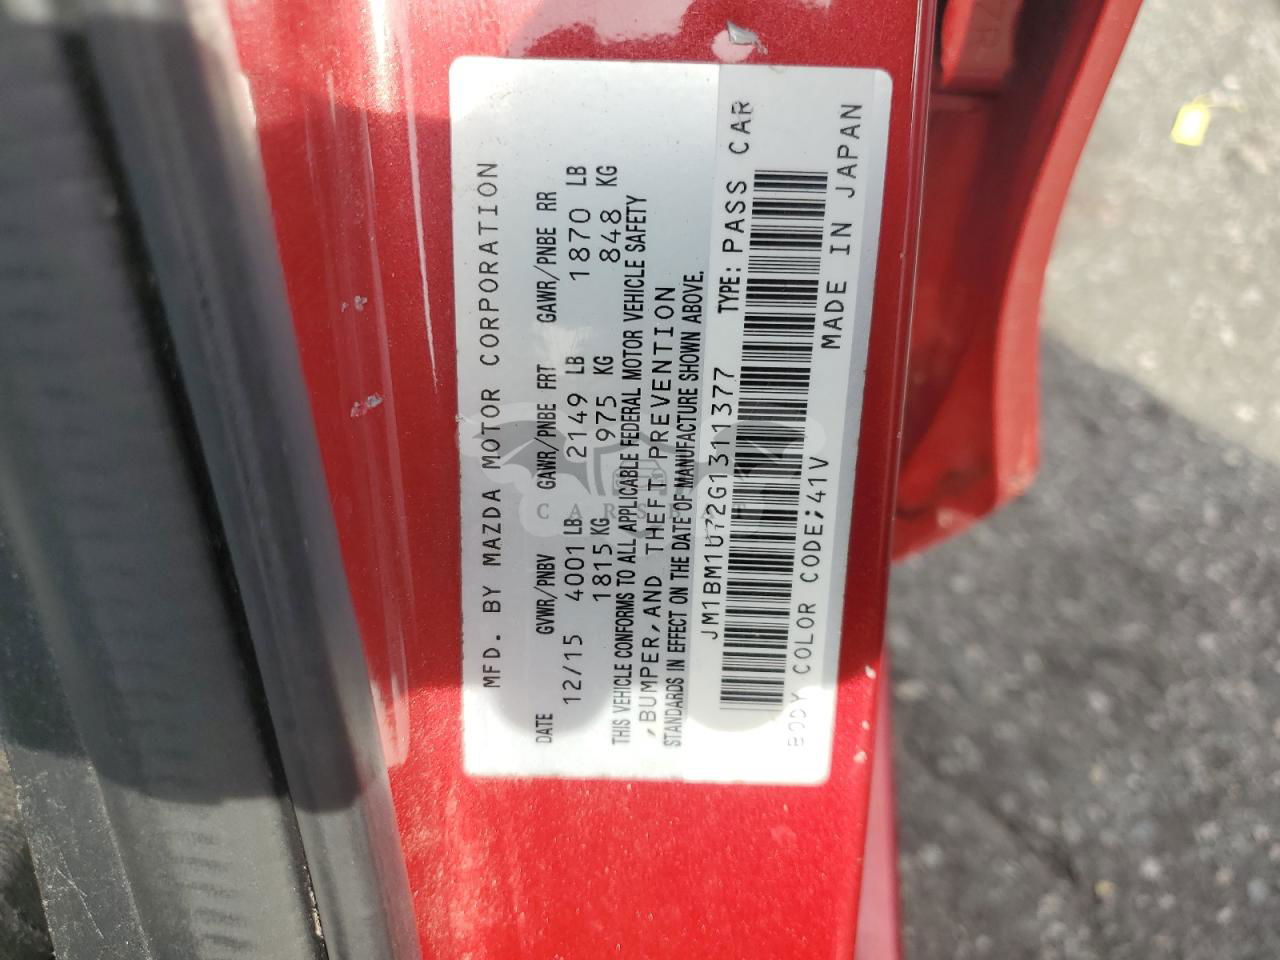 MFD. BY MAZDA MOTOR CORPORATION
DATE GVWR/PNBV GAWR/PNBE FRT GAWR/PNBE RR
12/15 4001 LB 2149 LB 1870 LB
1815 KG 975 KG 848 KG
THIS VEHICLE CONFORMS TO ALL APPLICABLE FEDERAL MOTOR VEHICLE SAFETY
,BUMPER,AND THEFT PREVENTION
STANDARDS IN EFFECT ON THE DATE OF MANUFACTURE SHOWN ABOVE.
JM1BM1U72G1311377 TYPE: PASS CAR
BODY COLOR CODE;41V MADE IN JAPAN